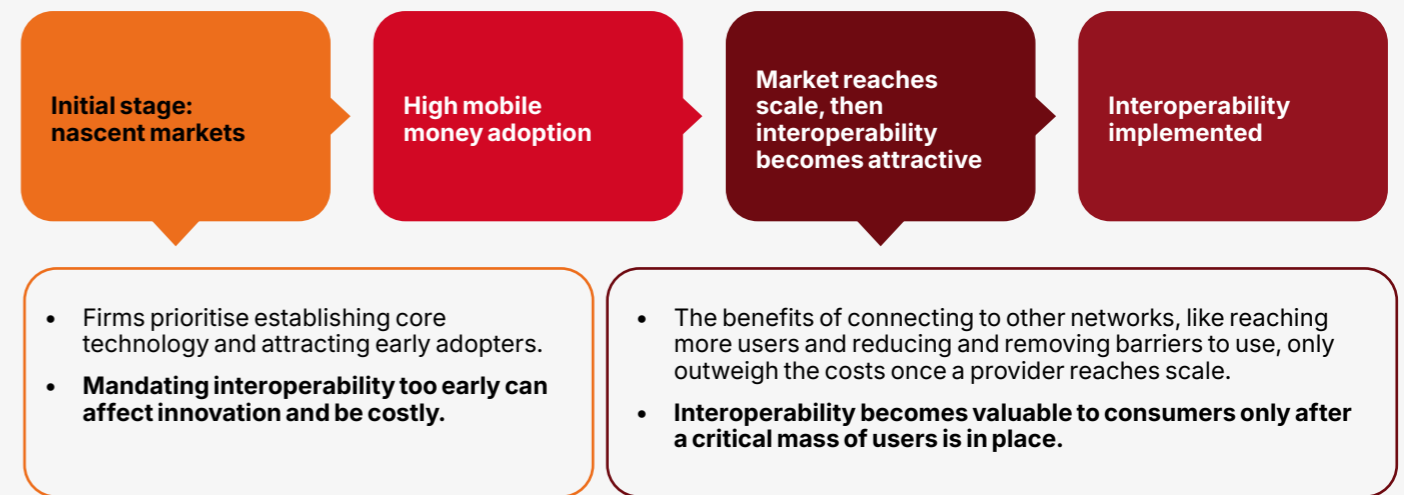 Initial stage:
nascent markets
High mobile
money adoption
Market reaches
scale, then
interoperability
becomes attractive
Interoperability
implemented
• Firms prioritise establishing core
technology and attracting early adopters.
• Mandating interoperability too early can
affect innovation and be costly.
• The benefits of connecting to other networks, like reaching
more users and reducing and removing barriers to use, only
outweigh the costs once a provider reaches scale.
• Interoperability becomes valuable to consumers only after
a critical mass of users is in place.